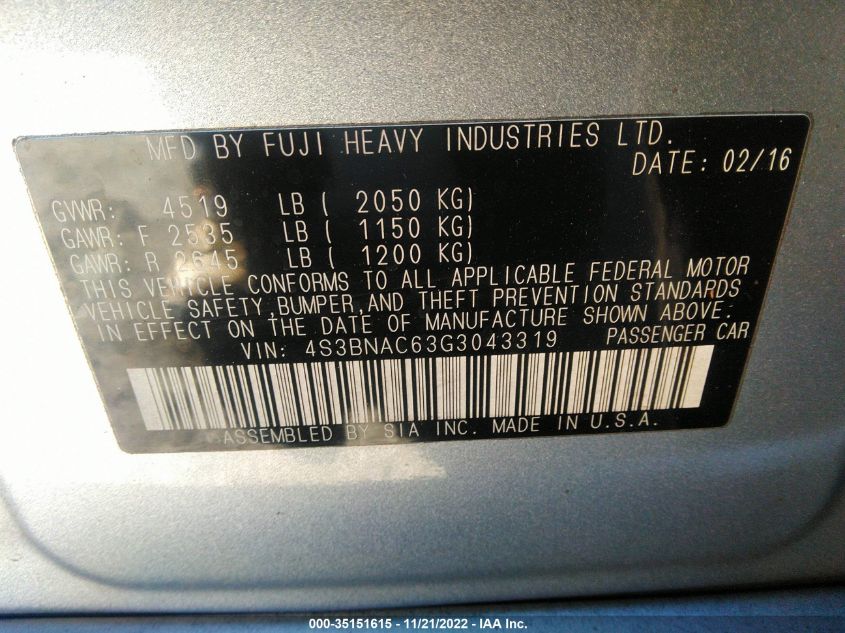 MFD BY FUJI HEAVY INDUSTRIES LTD.
DATE: 02/16
GVWR: 4519 LB ( 2050 KG)
GAWR: F 2535 LB ( 1150 KG)
GAWR: R 2645 LB ( 1200 KG)
THIS VEHICLE CONFORMS TO ALL APPLICABLE FEDERAL MOTOR
VEHICLE SAFETY,BUMPER,AND THEFT PREVENTION STANDARDS
IN EFFECT ON THE DATE OF MANUFACTURE SHOWN ABOVE:
VIN: 4S3BNAC63G3043319 PASSENGER CAR
ASSEMBLED BY SIA INC. MADE IN U.S.A.
000-35151615 - 11/21/2022 - IAA Inc.